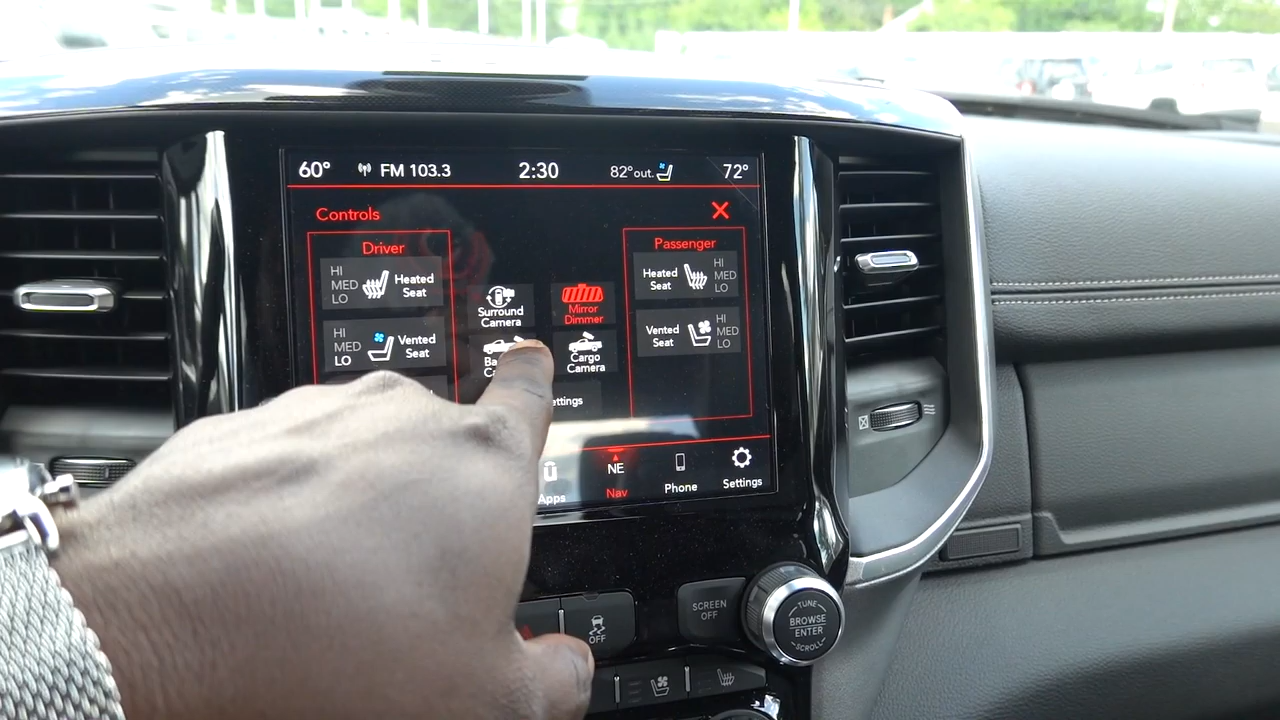 60° FM 103.3 2:30 82° out. 72°
Controls
Driver
HI
MED
LO
Heated
Seat
HI
MED
LO
Vented
Seat
Surround
Camera
Mirror
Dimmer
Cargo
Camera
Passenger
Heated
Seat
HI
MED
LO
Vented
Seat
HI
MED
LO
Apps
NE
Nav
Phone
Settings
OFF
SCREEN
OFF
TUNE
BROWSE
ENTER
SCROLL